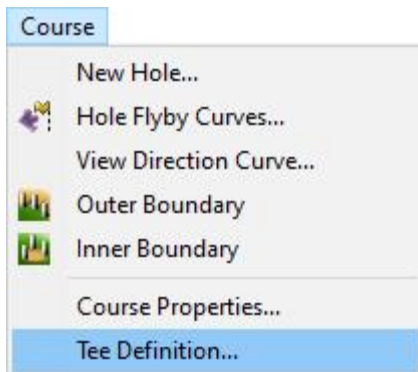 Course
New Hole...
Hole Flyby Curves...
View Direction Curve...
Outer Boundary
Inner Boundary
Course Properties...
Tee Definition...